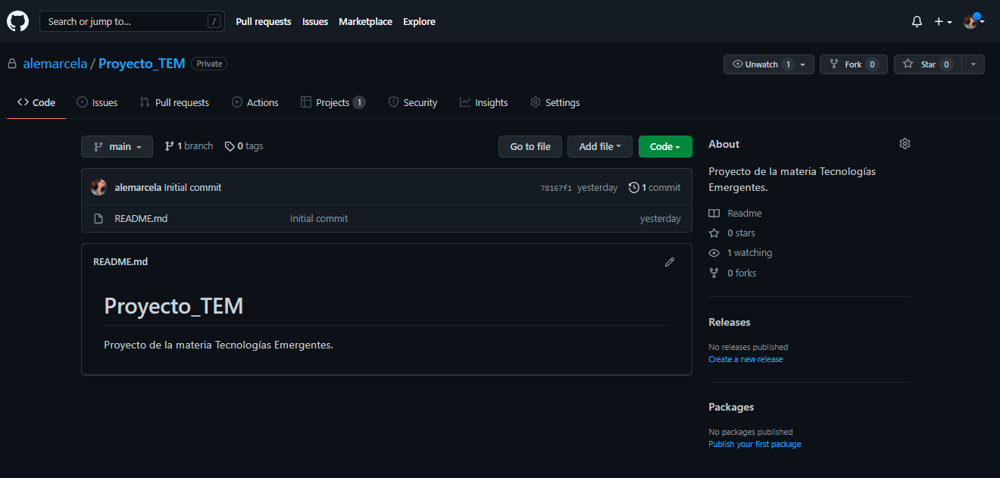 Search or jump to... /
Pull requests Issues Marketplace Explore
alemarcela / Proyecto_TEM Private
Unwatch 1 Fork 0 Star 0
Code Issues Pull requests Actions Projects 1 Security Insights Settings
main 1 branch 0 tags
Go to file Add file Code
alemarcela Initial commit 78167f1 yesterday 1 commit
README.md Initial commit yesterday
README.md
Proyecto_TEM
Proyecto de la materia Tecnologías Emergentes.
About
Proyecto de la materia Tecnologías
Emergentes.
Readme
0 stars
1 watching
0 forks
Releases
No releases published
Create a new release
Packages
No packages published
Publish your first package